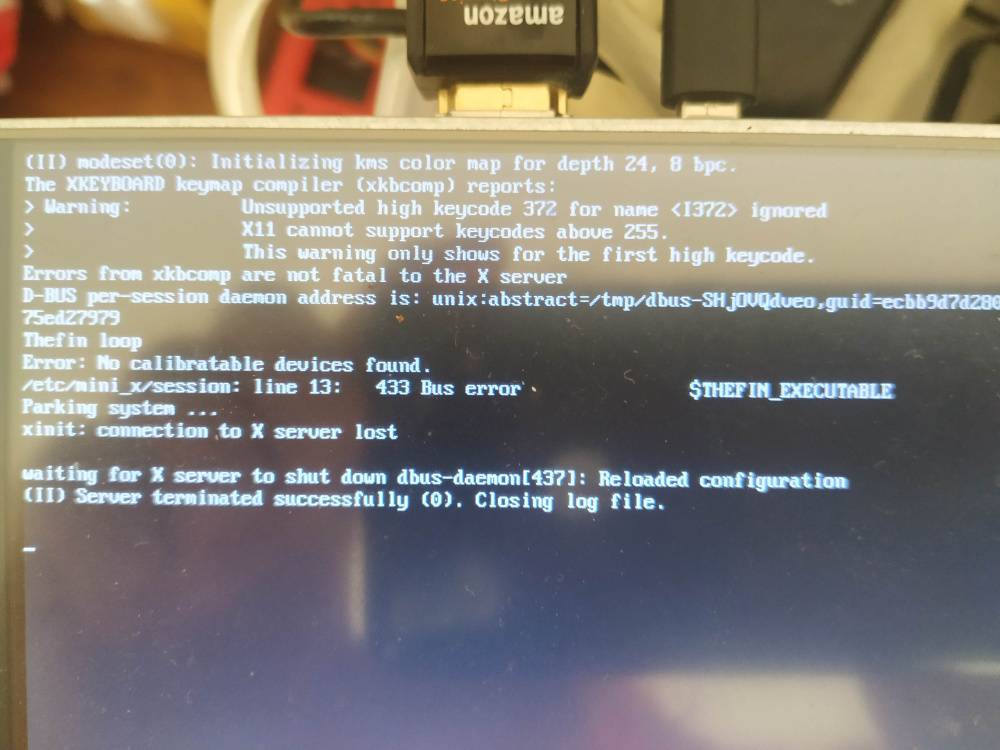 amazon
(II) modeset(0): Initializing kms color map for depth 24, 8 bpc.
The XKEYBOARD keymap compiler (xkbcomp) reports:
> Warning:          Unsupported high keycode 372 for name <I372> ignored
>                   X11 cannot support keycodes above 255.
>                   This warning only shows for the first high keycode.
Errors from xkbcomp are not fatal to the X server
D-BUS per-session daemon address is: unix:abstract=/tmp/dbus-SHjOVQdveo,guid=ecbb9d7d280
75ed27979
Thefin loop
Error: No calibratable devices found.
/etc/mini_x/session: line 13:   433 Bus error               $THEFIN_EXECUTABLE
Parking system ...
xinit: connection to X server lost
waiting for X server to shut down dbus-daemon[437]: Reloaded configuration
(II) Server terminated successfully (0). Closing log file.